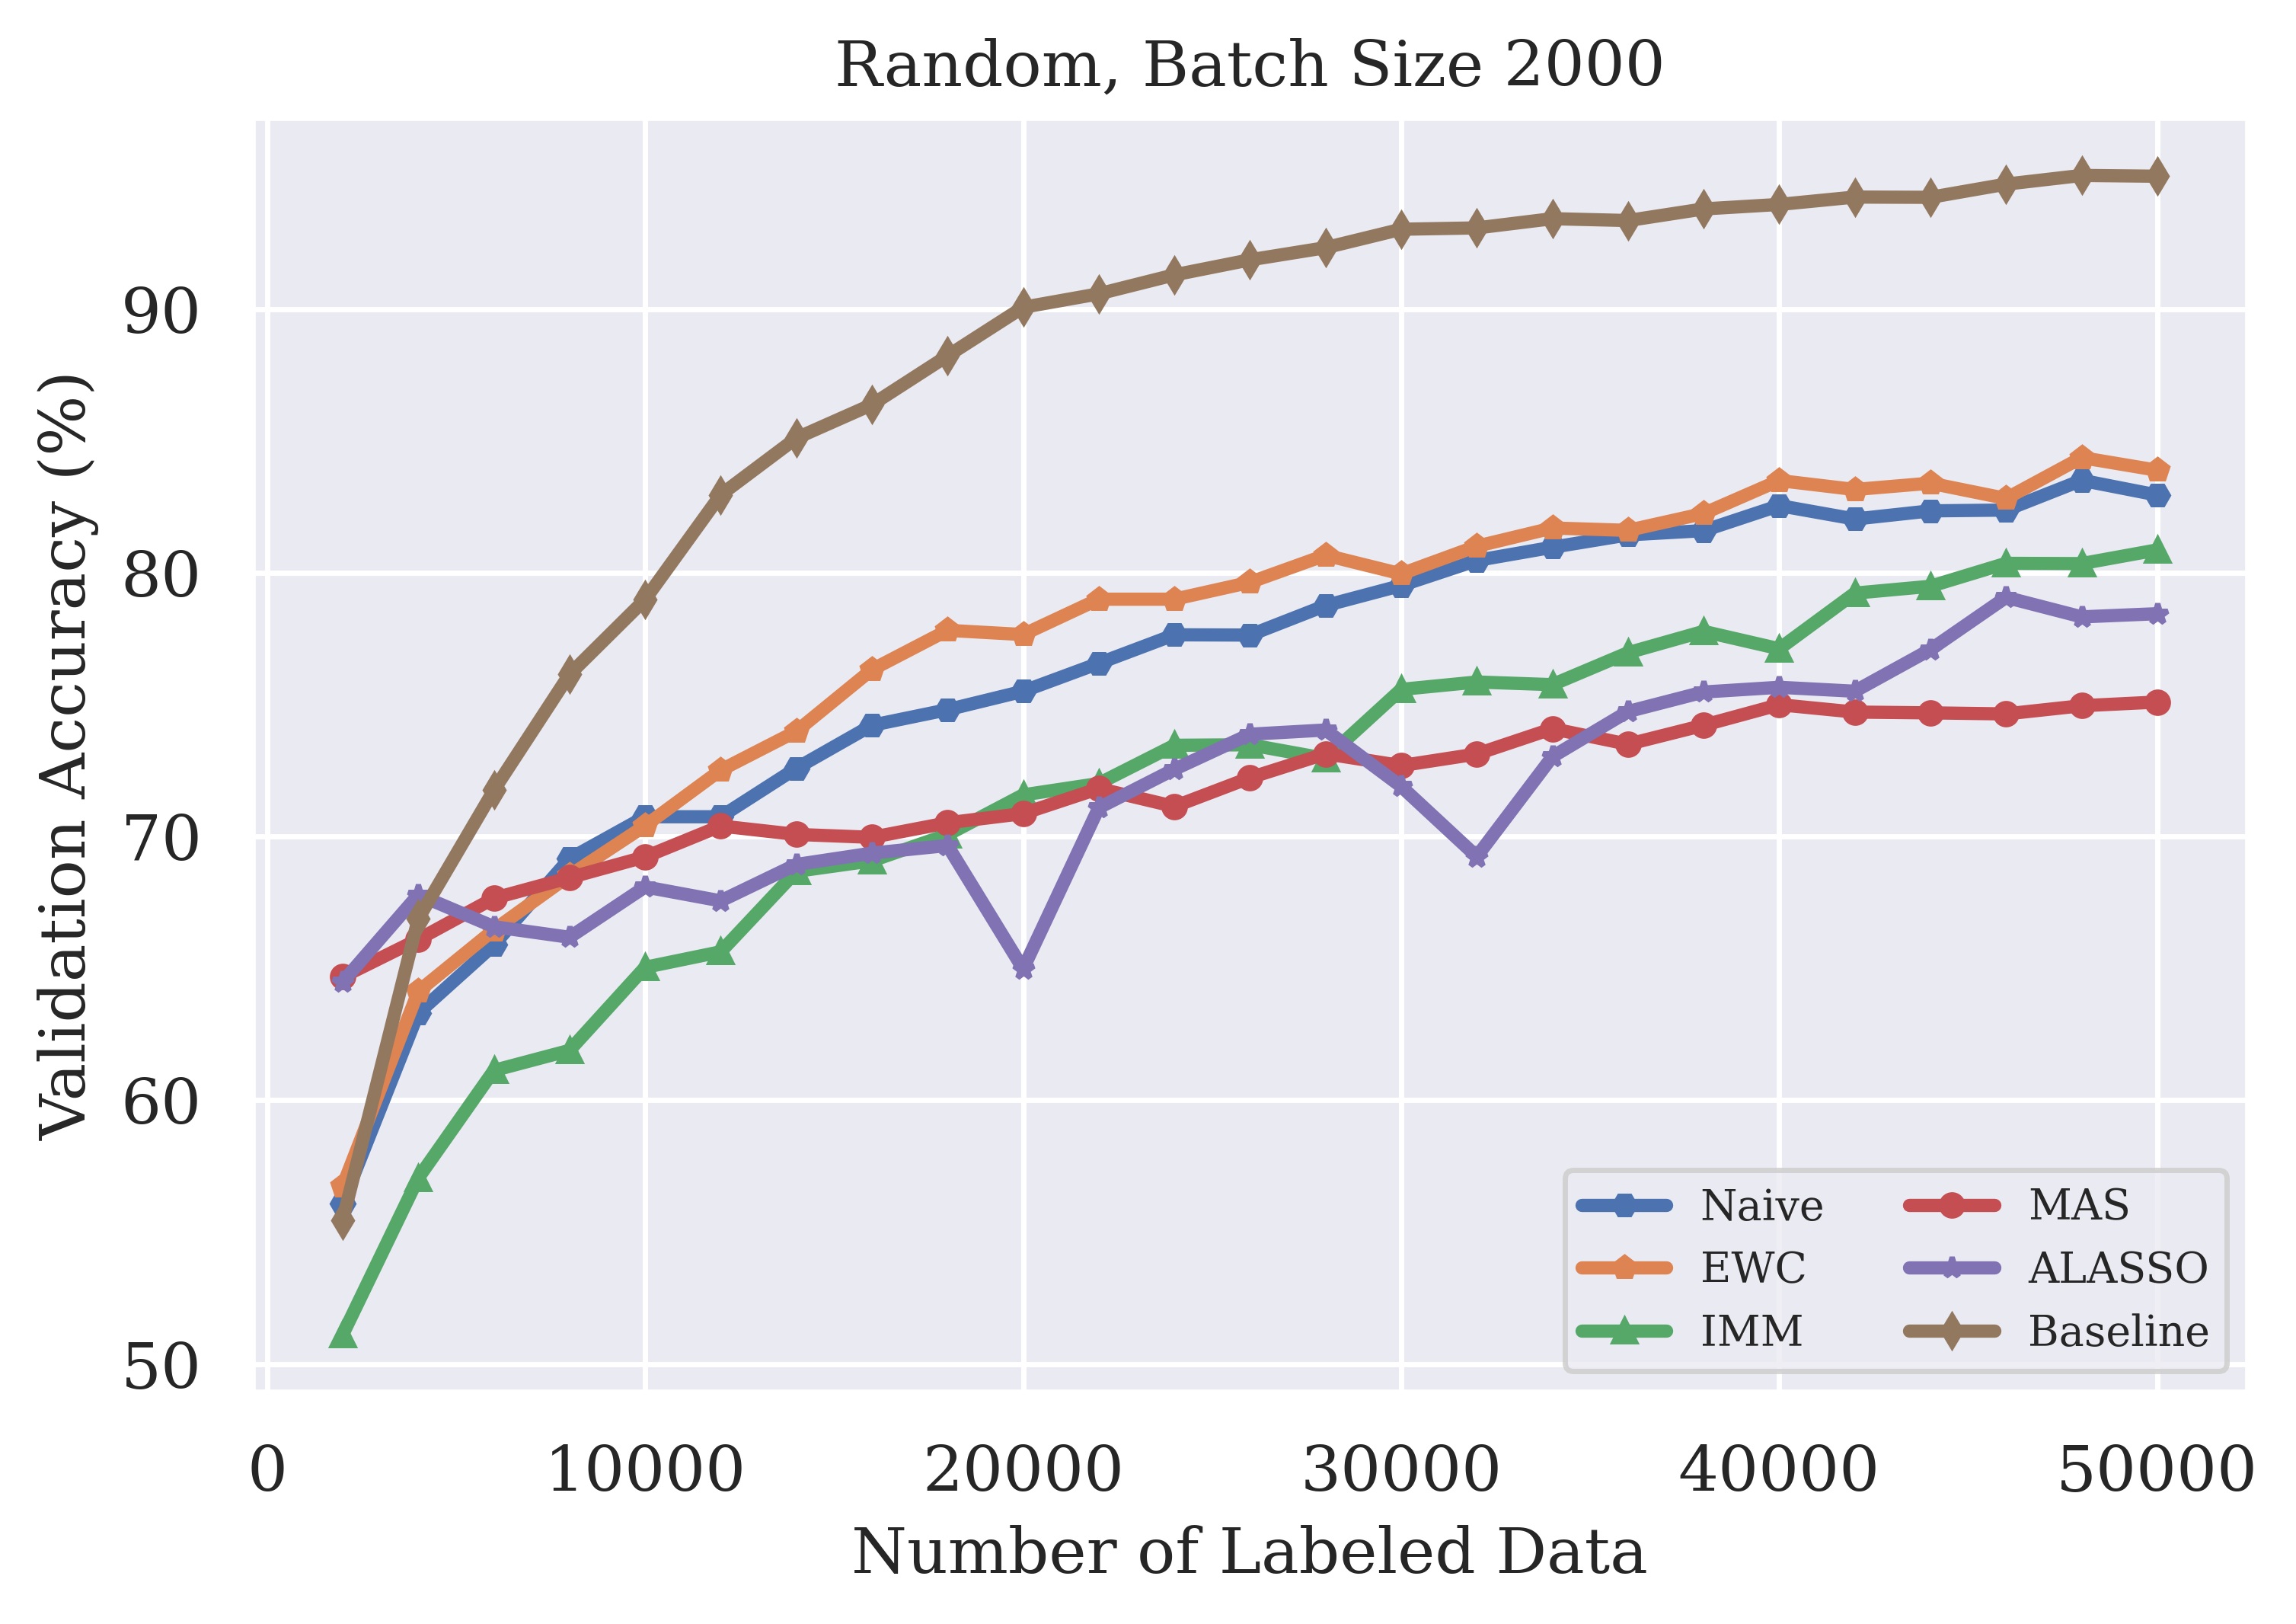 Random, Batch Size 2000
Validation Accuracy (%)
90
80
70
60
50
0 10000 20000 30000 40000 50000
Number of Labeled Data
Naive
EWC
IMM
MAS
ALASSO
Baseline